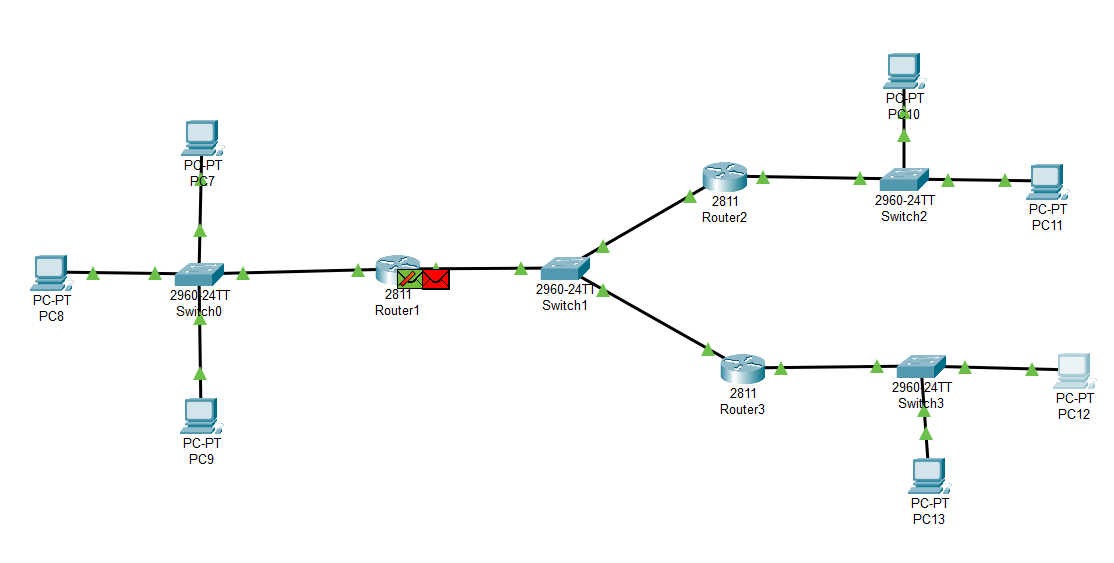 PC-PT
PC10
PC-PT
PC7
2811
Router2
2960-24TT
Switch2
PC-PT
PC11
PC-PT
PC8
2960-24TT
Switch0
2811
Router1
2960-24TT
Switch1
2811
Router3
2960-24TT
Switch3
PC-PT
PC12
PC-PT
PC9
PC-PT
PC13